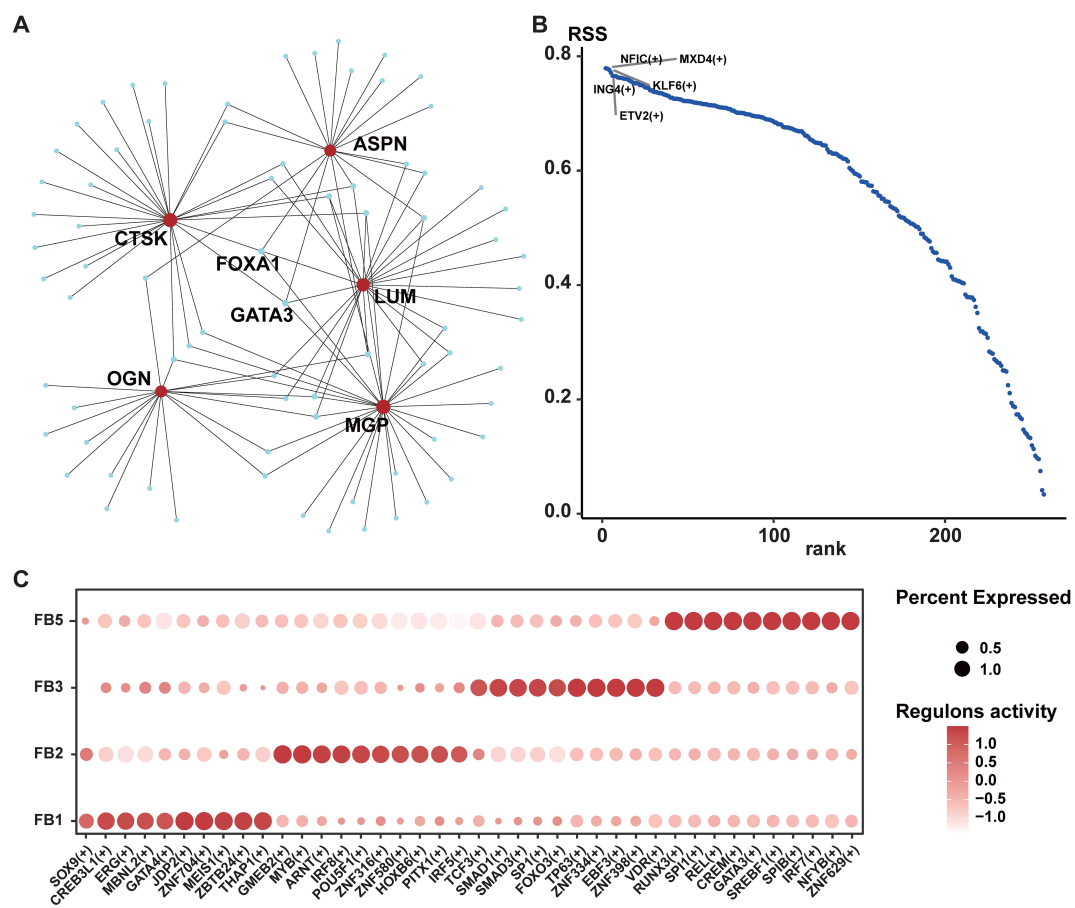 A
ASPN
CTSK
FOXA1
LUM
GATA3
OGN
MGP
B
RSS
0.8
0.6
0.4
0.2
0.0
NFIC(+)
MXD4(+)
ING4(+)
KLF6(+)
ETV2(+)
0
100
200
rank
C
FB5
FB3
FB2
FB1
SOX9(+)
CREB3L1(+)
ERG(+)
MBNL2(+)
GATA4(+)
JDP2(+)
ZNF704(+)
MEIS1(+)
ZBTB24(+)
THAP1(+)
GMEB2(+)
MYB(+)
ARNT(+)
IRF8(+)
POU5F1(+)
ZNF316(+)
ZNF580(+)
HOXB6(+)
PITX1(+)
IRF5(+)
TCF3(+)
SMAD1(+)
SMAD3(+)
SP1(+)
FOXO3(+)
TP63(+)
ZNF334(+)
EBF3(+)
ZNF398(+)
VDR(+)
RUNX3(+)
SPI1(+)
REL(+)
CREM(+)
GATA3(+)
SREBF1(+)
SPIB(+)
IRF7(+)
NFYB(+)
ZNF629(+)
Percent Expressed
0.5
1.0
Regulons activity
1.0
0.5
0.0
−0.5
−1.0